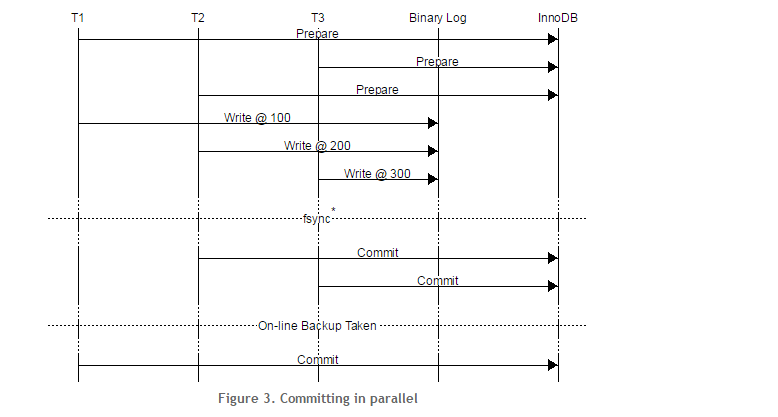 T1 T2 T3 Binary Log InnoDB
Prepare
Prepare
Prepare
Write @ 100
Write @ 200
Write @ 300
fsync*
Commit
Commit
On-line Backup Taken
Commit
Figure 3. Committing in parallel